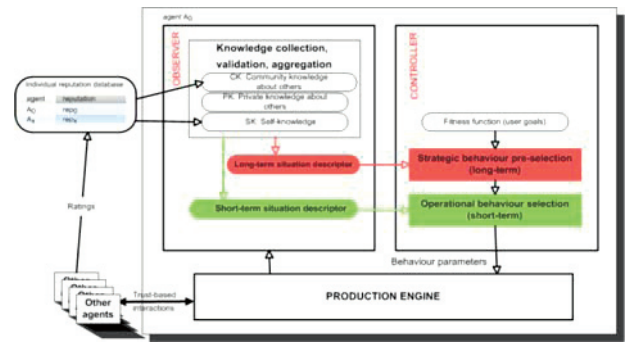 agent A0
OBSERVER
Knowledge collection,
validation, aggregation
CK Community knowledge
about others
PK Private knowledge about
others
SK Self-knowledge
Long-term situation descriptor
Short-term situation descriptor
CONTROLLER
Fitness function (user goals)
Strategic behaviour pre-selection
(long-term)
Operational behaviour selection
(short-term)
Behaviour parameters
Individual reputation database
agent reputation
A0 rep0
Ratings
Other
agents
Trust-based
interactions
PRODUCTION ENGINE